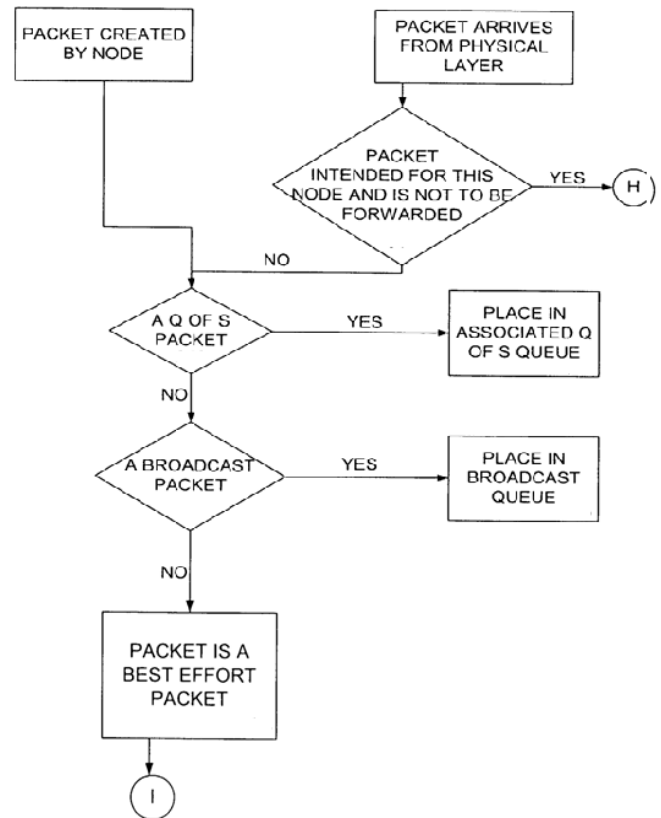 PACKET CREATED
BY NODE
PACKET ARRIVES
FROM PHYSICAL
LAYER
PACKET
INTENDED FOR THIS
NODE AND IS NOT TO BE
FORWARDED
YES
H
NO
A Q OF S
PACKET
YES
PLACE IN
ASSOCIATED Q
OF S QUEUE
NO
A BROADCAST
PACKET
YES
PLACE IN
BROADCAST
QUEUE
NO
PACKET IS A
BEST EFFORT
PACKET
I